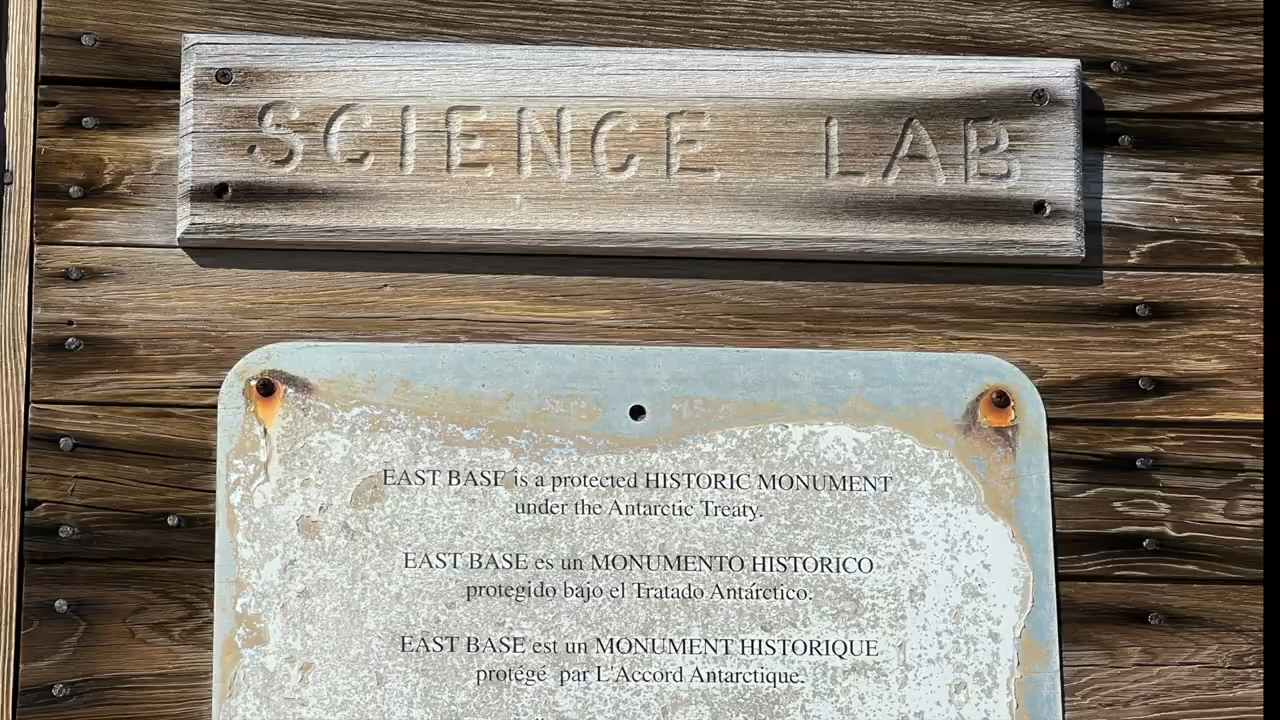 SCIENCE LAB
EAST BASE is a protected HISTORIC MONUMENT
under the Antarctic Treaty.
EAST BASE es un MONUMENTO HISTORICO
protegido bajo el Tratado Antárctico.
EAST BASE est un MONUMENT HISTORIQUE
protégé par L'Accord Antarctique.